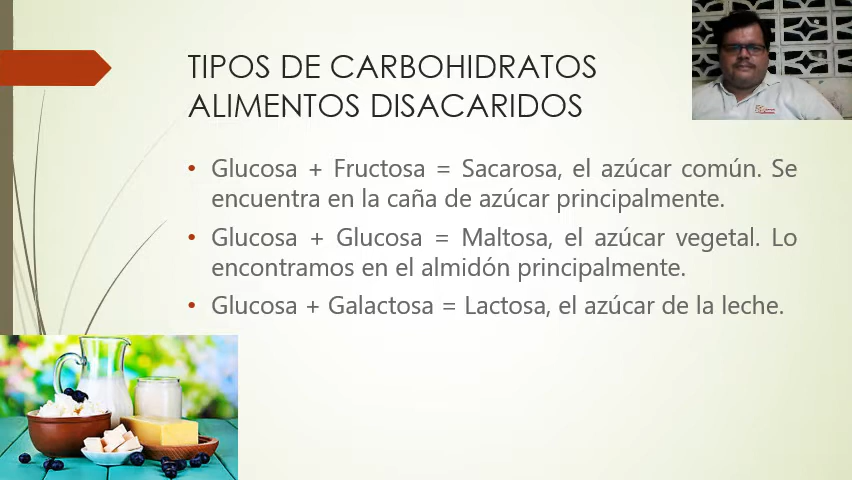 TIPOS DE CARBOHIDRATOS
ALIMENTOS DISACARIDOS
• Glucosa + Fructosa = Sacarosa, el azúcar común. Se
encuentra en la caña de azúcar principalmente.
• Glucosa + Glucosa = Maltosa, el azúcar vegetal. Lo
encontramos en el almidón principalmente.
• Glucosa + Galactosa = Lactosa, el azúcar de la leche.